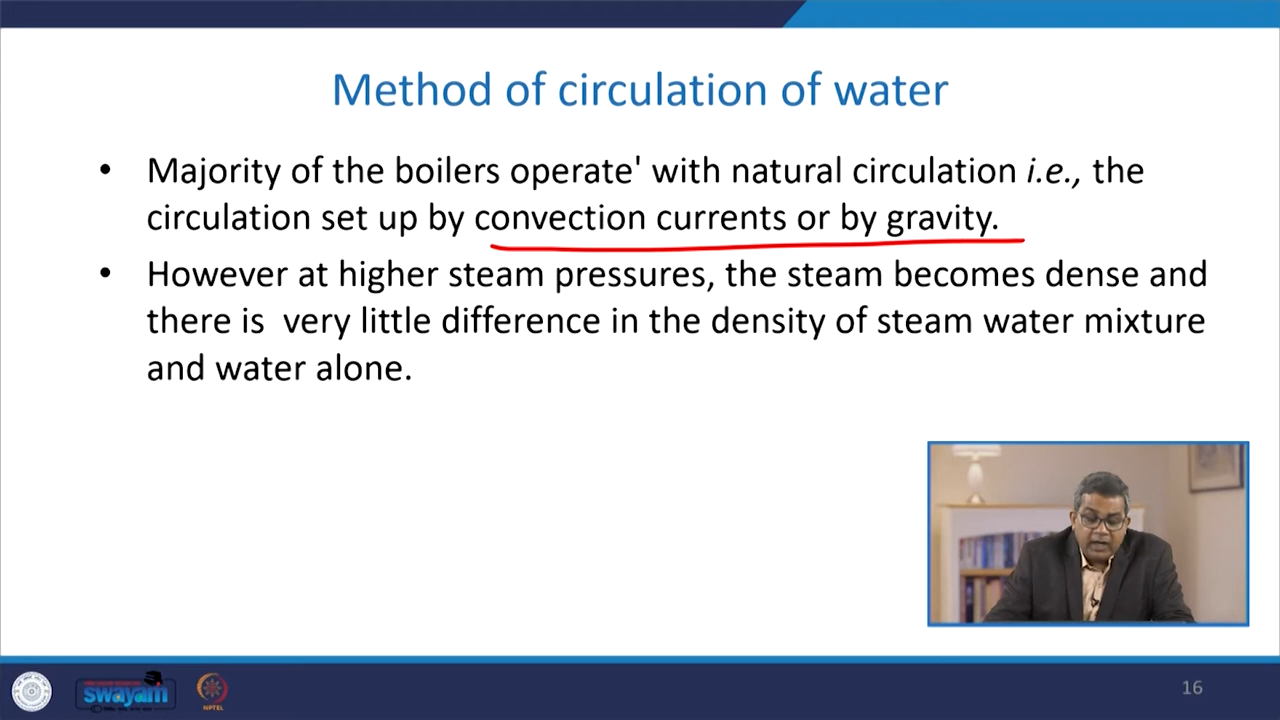 Method of circulation of water
• Majority of the boilers operate' with natural circulation i.e., the
circulation set up by convection currents or by gravity.
• However at higher steam pressures, the steam becomes dense and
there is  very little difference in the density of steam water mixture
and water alone.
swayam
NPTEL
16